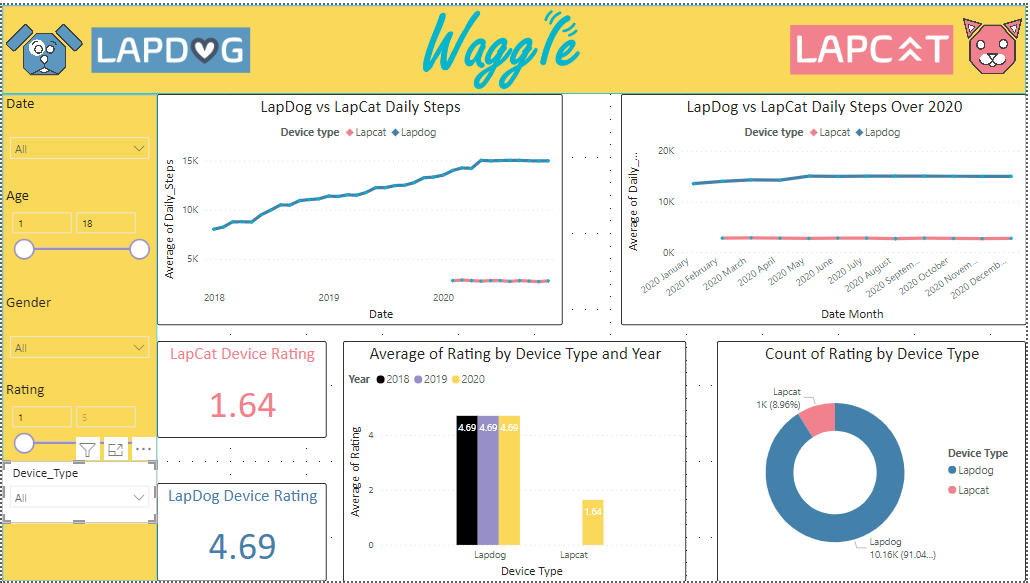 LAPDOG
Waggle
LAPCAT
Date
All
Age
1
18
Gender
All
Rating
1
5
Device_Type
All
LapDog vs LapCat Daily Steps
Device type Lapcat Lapdog
Average of Daily_Steps
15K
10K
5K
2018 2019 2020
Date
LapDog vs LapCat Daily Steps Over 2020
Device type Lapcat Lapdog
Average of Daily_...
20K
10K
0K
2020 January
2020 February
2020 March
2020 April
2020 May
2020 June
2020 July
2020 August
2020 Septem...
2020 October
2020 Novem...
2020 Decemb...
Date Month
LapCat Device Rating
1.64
LapDog Device Rating
4.69
Average of Rating by Device Type and Year
Year 2018 2019 2020
Average of Rating
4
2
0
4.69 4.69 4.69
1.64
Lapdog Lapcat
Device Type
Count of Rating by Device Type
Lapcat
1K (8.96%)
Lapdog
10.16K (91.04...)
Device Type
Lapdog
Lapcat